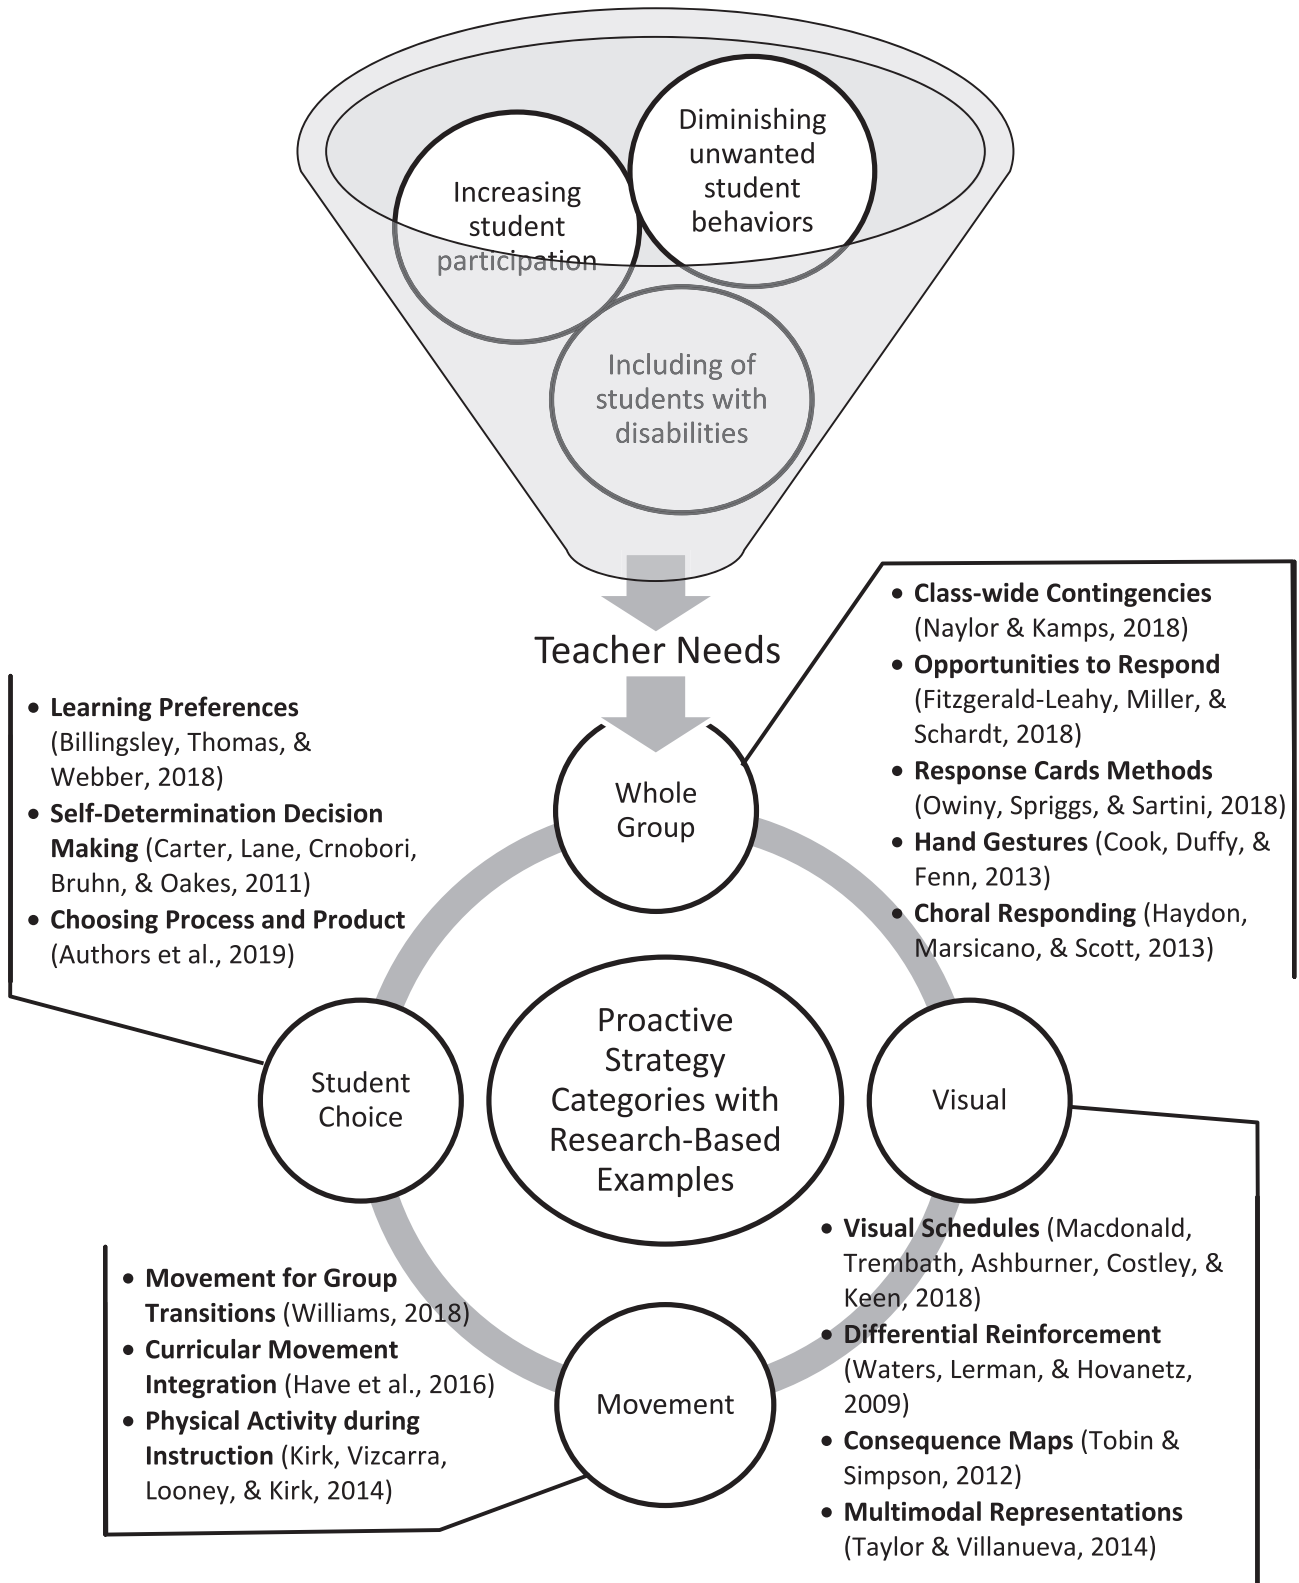 Diminishing
unwanted
student
behaviors
Increasing
student
participation
Including of
students with
disabilities
Teacher Needs
• Class-wide Contingencies
(Naylor & Kamps, 2018)
• Opportunities to Respond
(Fitzgerald-Leahy, Miller, &
Schardt, 2018)
• Response Cards Methods
(Owiny, Spriggs, & Sartini, 2018)
• Hand Gestures (Cook, Duffy, &
Fenn, 2013)
• Choral Responding (Haydon,
Marsicano, & Scott, 2013)
• Learning Preferences
(Billingsley, Thomas, &
Webber, 2018)
• Self-Determination Decision
Making (Carter, Lane, Crnobori,
Bruhn, & Oakes, 2011)
• Choosing Process and Product
(Authors et al., 2019)
Whole
Group
Student
Choice
Proactive
Strategy
Categories with
Research-Based
Examples
Visual
Movement
• Movement for Group
Transitions (Williams, 2018)
• Curricular Movement
Integration (Have et al., 2016)
• Physical Activity during
Instruction (Kirk, Vizcarra,
Looney, & Kirk, 2014)
• Visual Schedules (Macdonald,
Trembath, Ashburner, Costley, &
Keen, 2018)
• Differential Reinforcement
(Waters, Lerman, & Hovanetz,
2009)
• Consequence Maps (Tobin &
Simpson, 2012)
• Multimodal Representations
(Taylor & Villanueva, 2014)